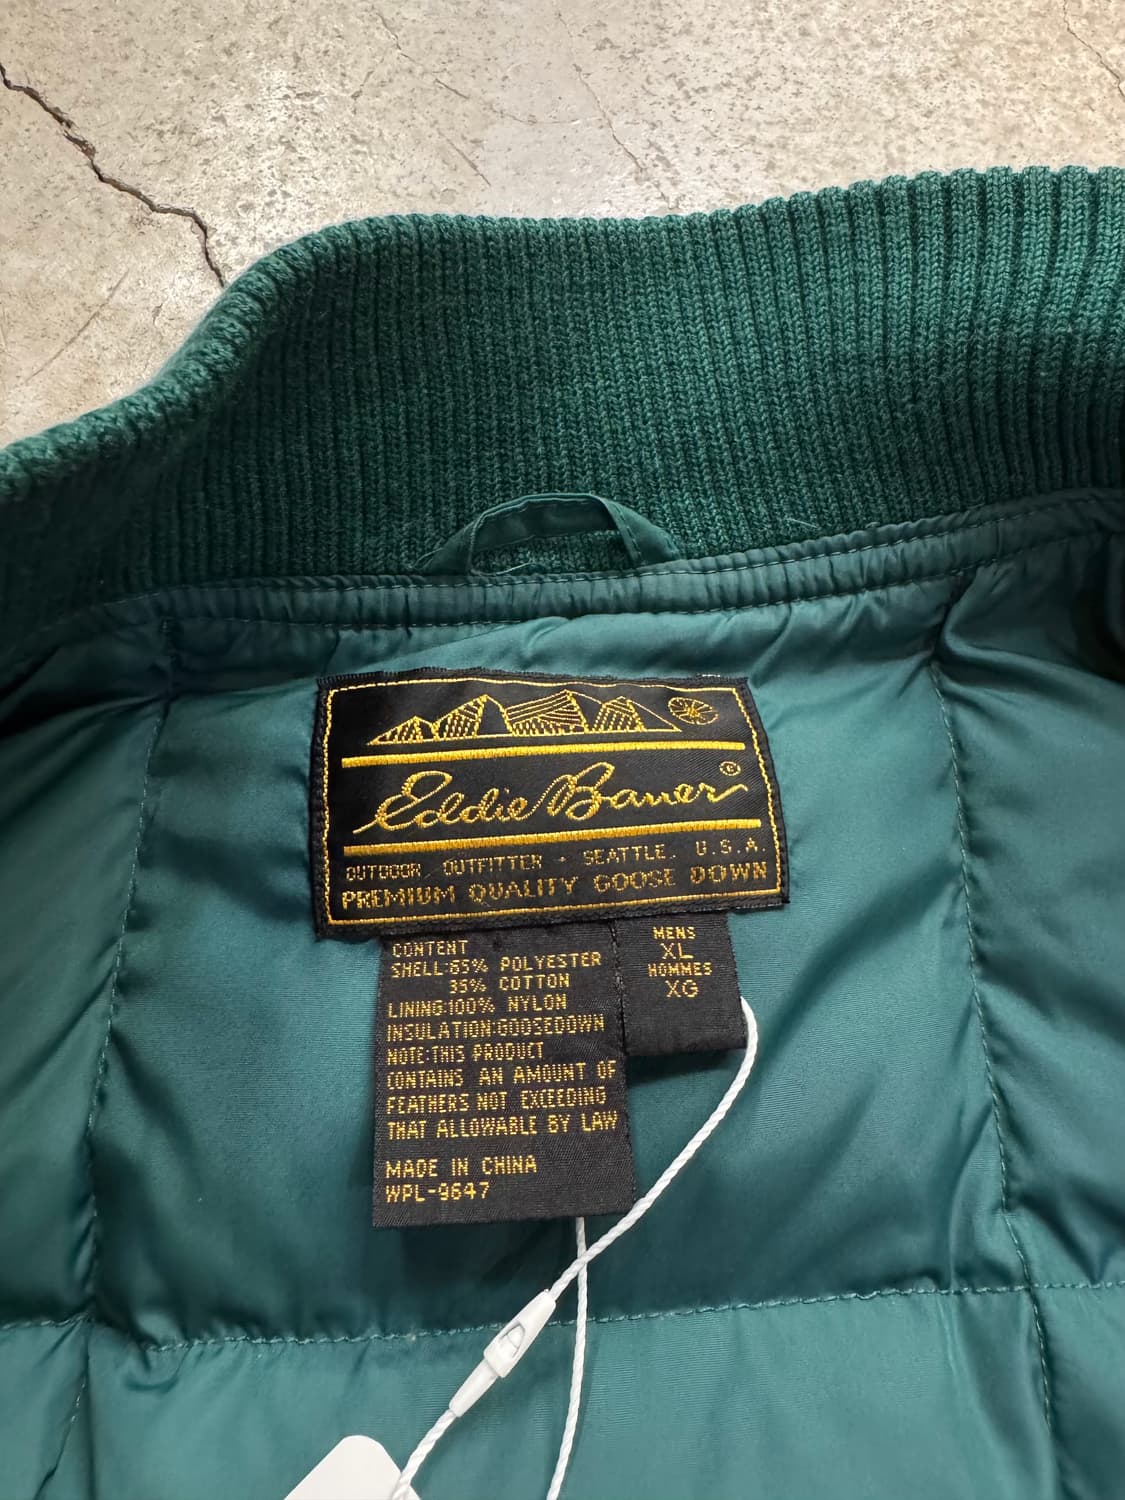 Eddie Bauer®
OUTDOOR OUTFITTER · SEATTLE, U.S.A.
PREMIUM QUALITY GOOSE DOWN
CONTENT
SHELL:65% POLYESTER
35% COTTON
LINING:100% NYLON
INSULATION:GOOSEDOWN
NOTE:THIS PRODUCT
CONTAINS AN AMOUNT OF
FEATHERS NOT EXCEEDING
THAT ALLOWABLE BY LAW
MADE IN CHINA
WPL-9647
MENS
XL
HOMMES
XG